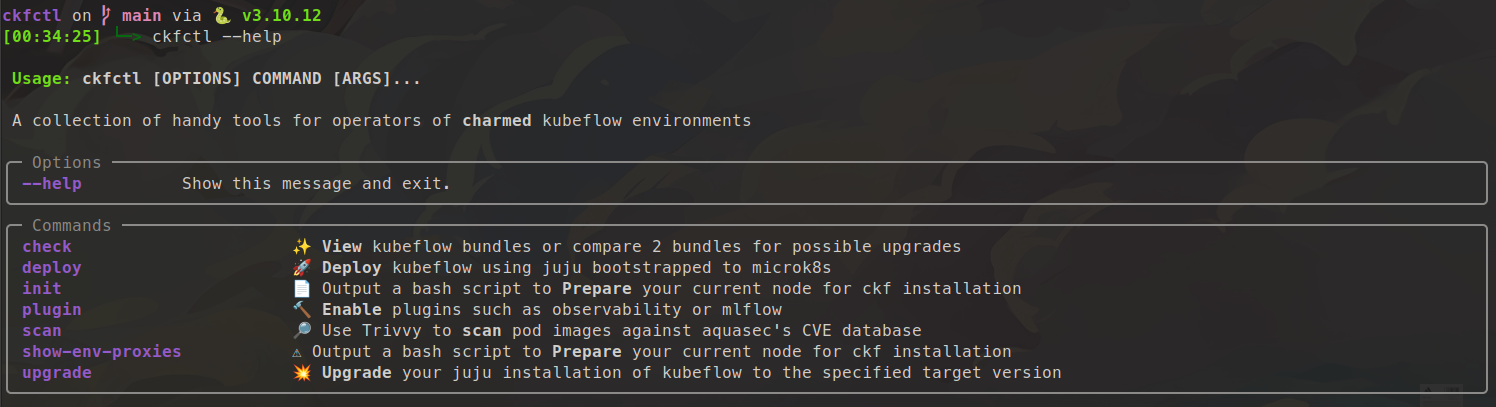 ckfctl on main via 🐍 v3.10.12
[00:34:25] └─> ckfctl --help
Usage: ckfctl [OPTIONS] COMMAND [ARGS]...
A collection of handy tools for operators of charmed kubeflow environments
Options
--help Show this message and exit.
Commands
check ✨ View kubeflow bundles or compare 2 bundles for possible upgrades
deploy 🚀 Deploy kubeflow using juju bootstrapped to microk8s
init 📄 Output a bash script to Prepare your current node for ckf installation
plugin 🔨 Enable plugins such as observability or mlflow
scan 🔎 Use Trivvy to scan pod images against aquasec's CVE database
show-env-proxies ⚠ Output a bash script to Prepare your current node for ckf installation
upgrade 💥 Upgrade your juju installation of kubeflow to the specified target version